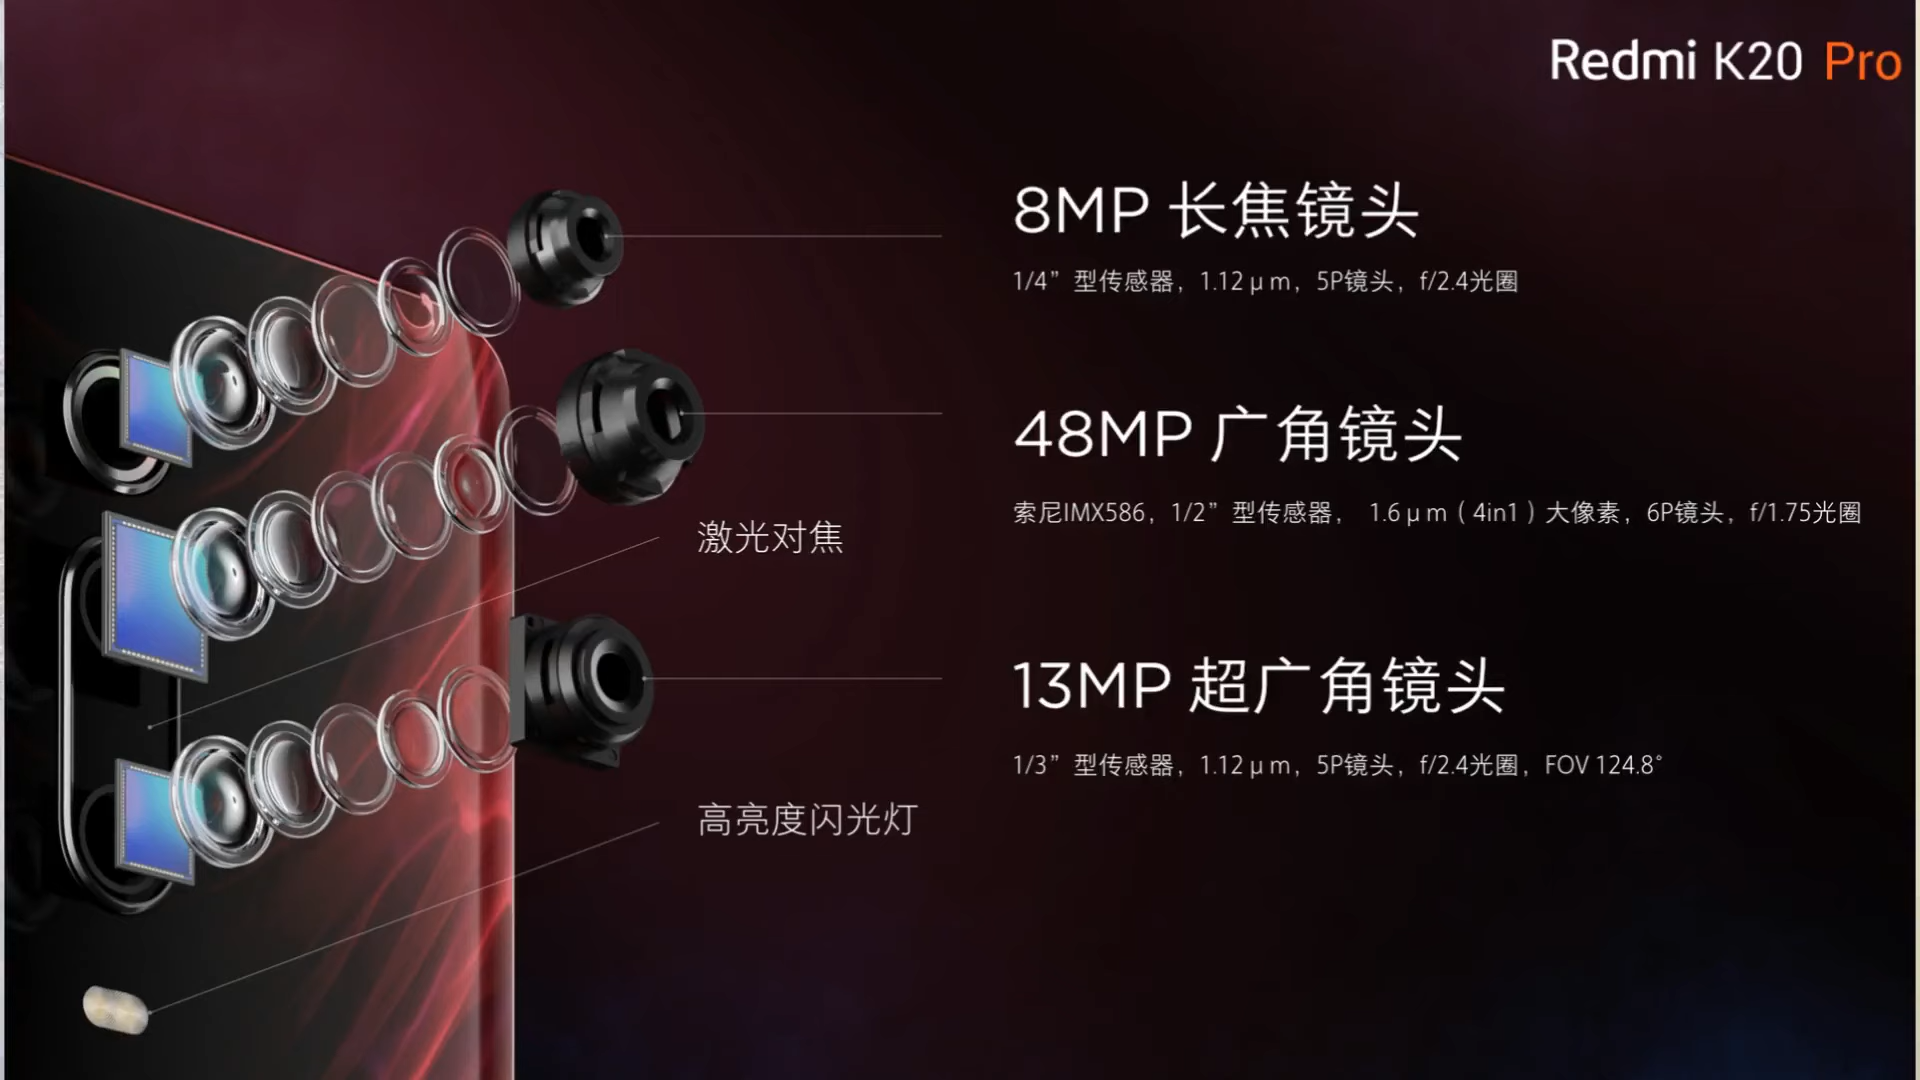 Redmi K20 Pro
8MP 长焦镜头
1/4” 型传感器，1.12μm，5P镜头，f/2.4光圈
48MP 广角镜头
索尼IMX586，1/2” 型传感器， 1.6μm（4in1）大像素，6P镜头，f/1.75光圈
激光对焦
13MP 超广角镜头
1/3” 型传感器，1.12μm，5P镜头，f/2.4光圈，FOV 124.8°
高亮度闪光灯